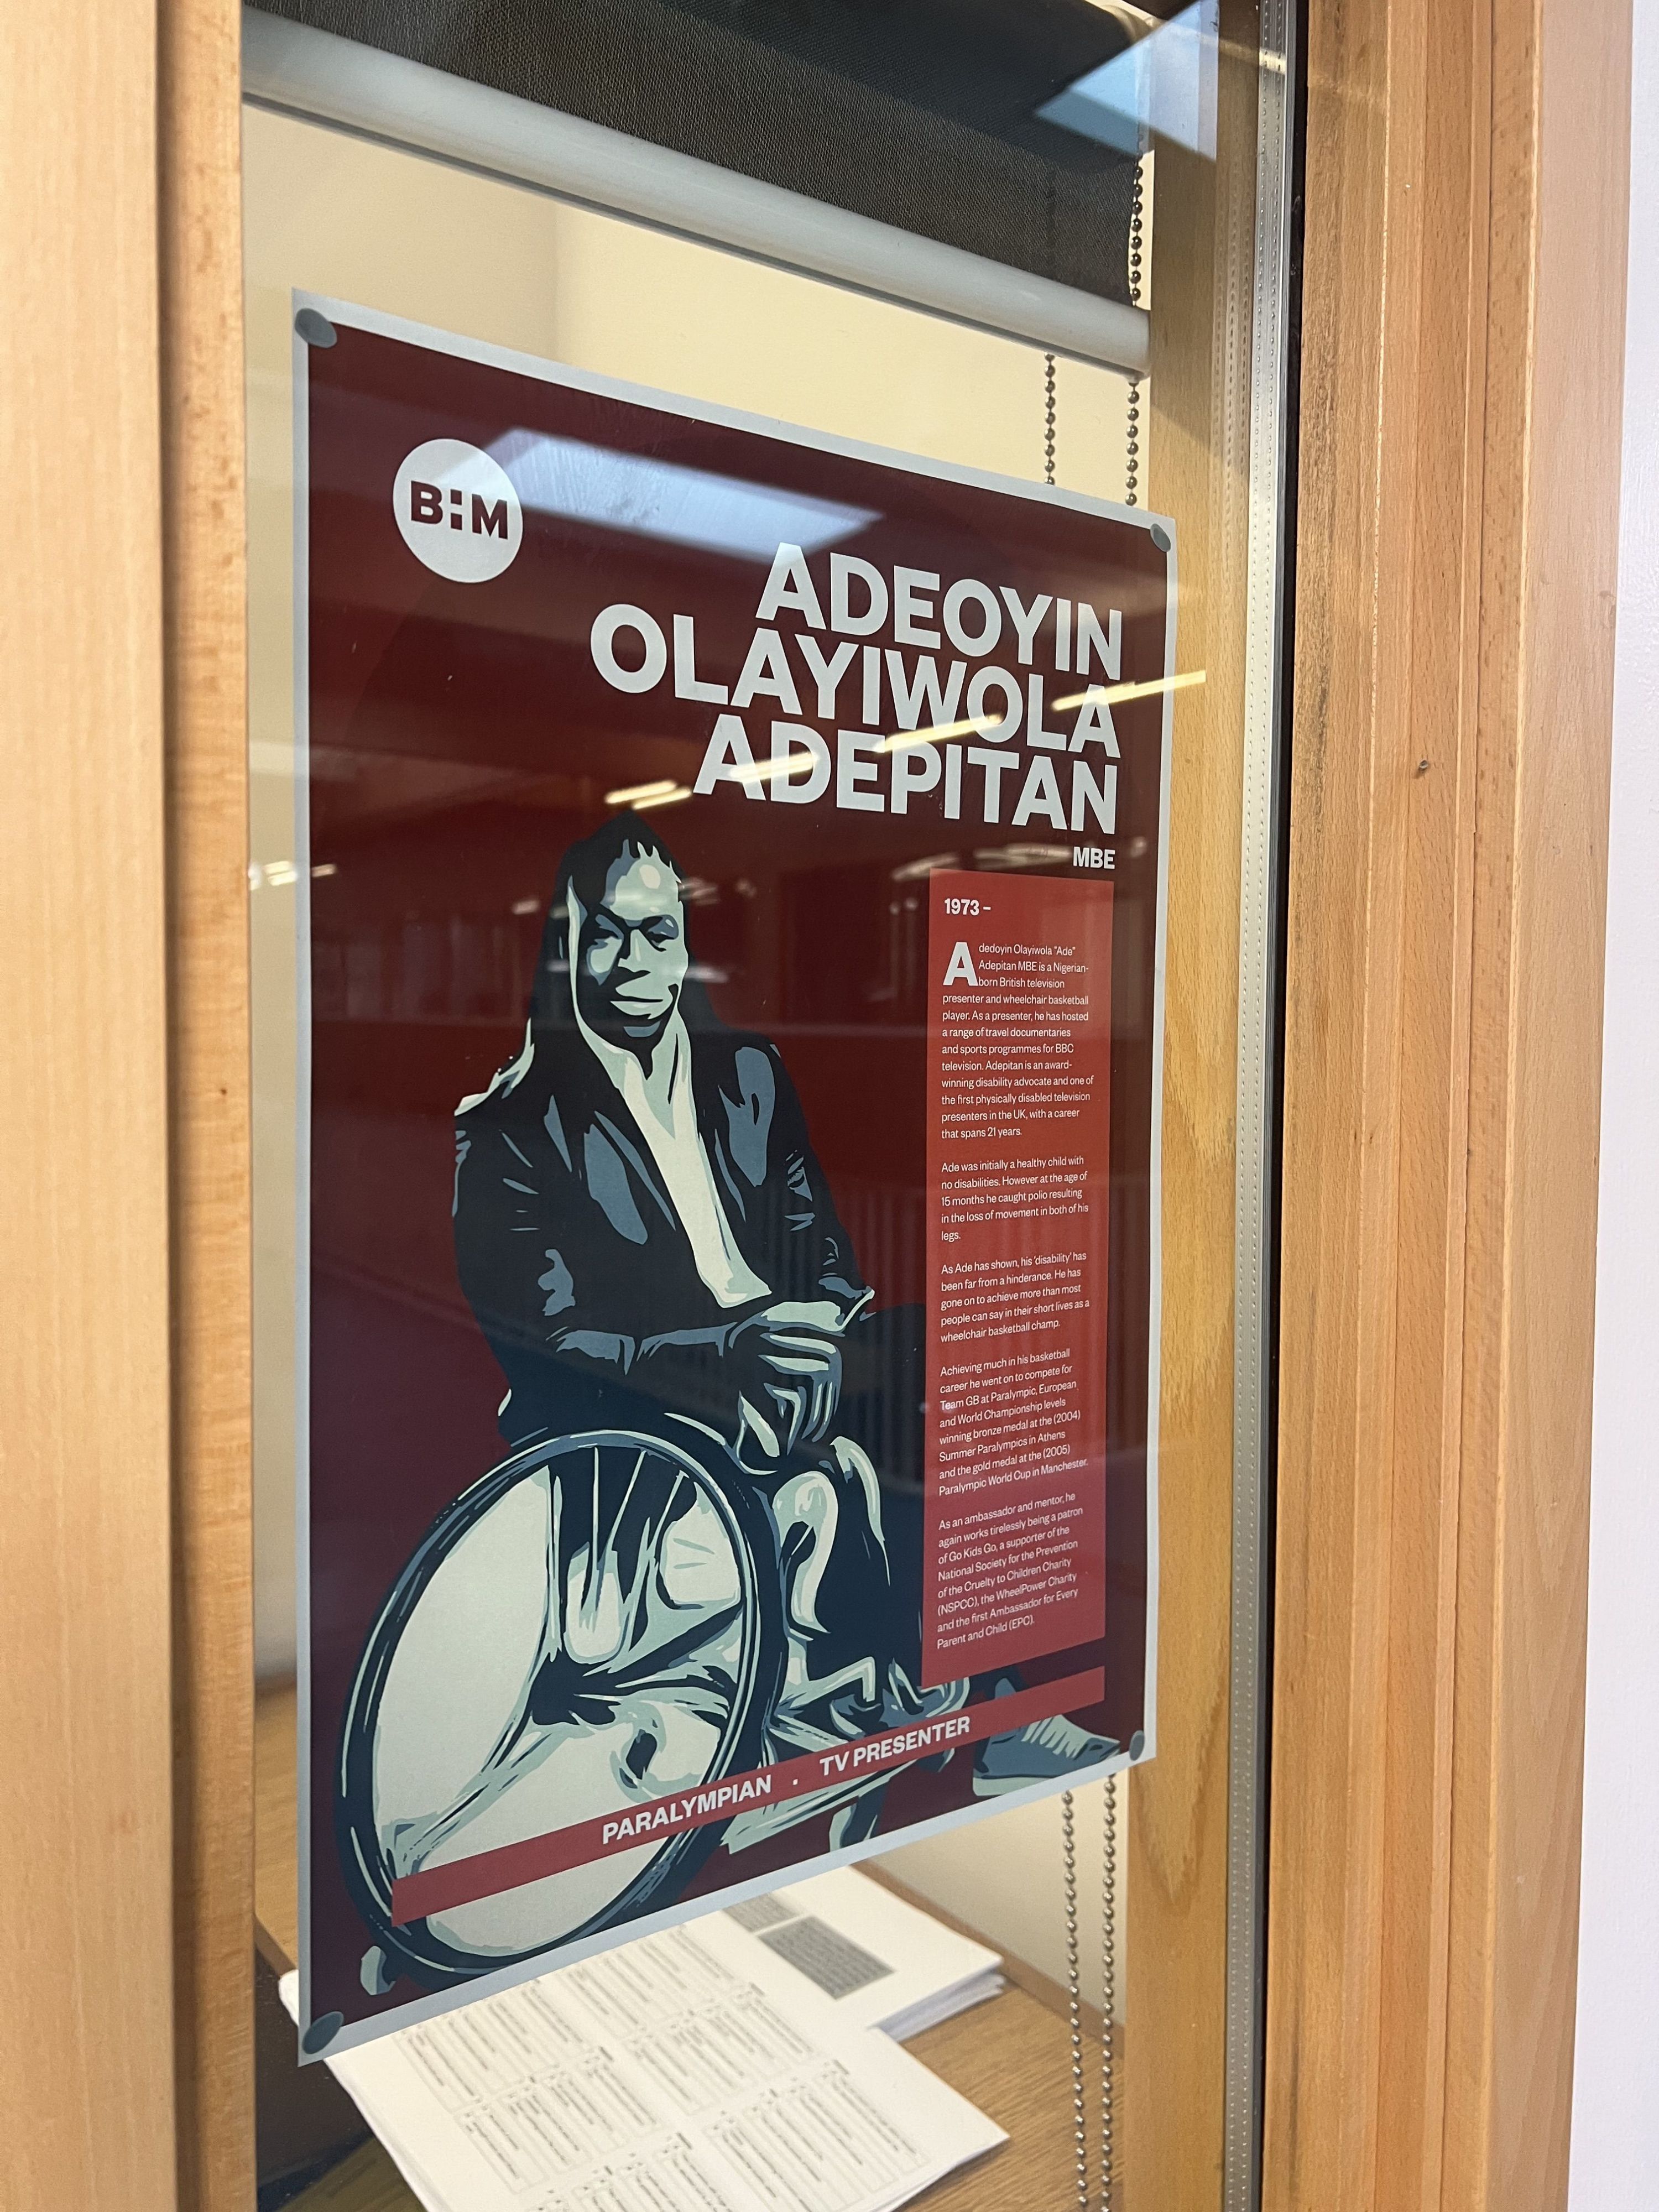 B:HM
ADEOYIN
OLAYIWOLA
ADEPITAN
MBE
1973 –
Adedoyin Olayiwola "Ade"
Adepitan MBE is a Nigerian-
born British television
presenter and wheelchair basketball
player. As a presenter, he has hosted
a range of travel documentaries
and sports programmes for BBC
television. Adepitan is an award-
winning disability advocate and one of
the first physically disabled television
presenters in the UK, with a career
that spans 21 years.
Ade was initially a healthy child with
no disabilities. However at the age of
15 months he caught polio resulting
in the loss of movement in both of his
legs.
As Ade has shown, his 'disability' has
been far from a hinderance. He has
gone on to achieve more than most
people can say in their short lives as a
wheelchair basketball champ.
Achieving much in his basketball
career he went on to compete for
Team GB at Paralympic, European
and World Championship levels
winning bronze medal at the (2004)
Summer Paralympics in Athens
and the gold medal at the (2005)
Paralympic World Cup in Manchester.
As an ambassador and mentor, he
again works tirelessly being a patron
of Go Kids Go, a supporter of the
National Society for the Prevention
of the Cruelty to Children Charity
(NSPCC), the WheelPower Charity
and the first Ambassador for Every
Parent and Child (EPC).
PARALYMPIAN · TV PRESENTER